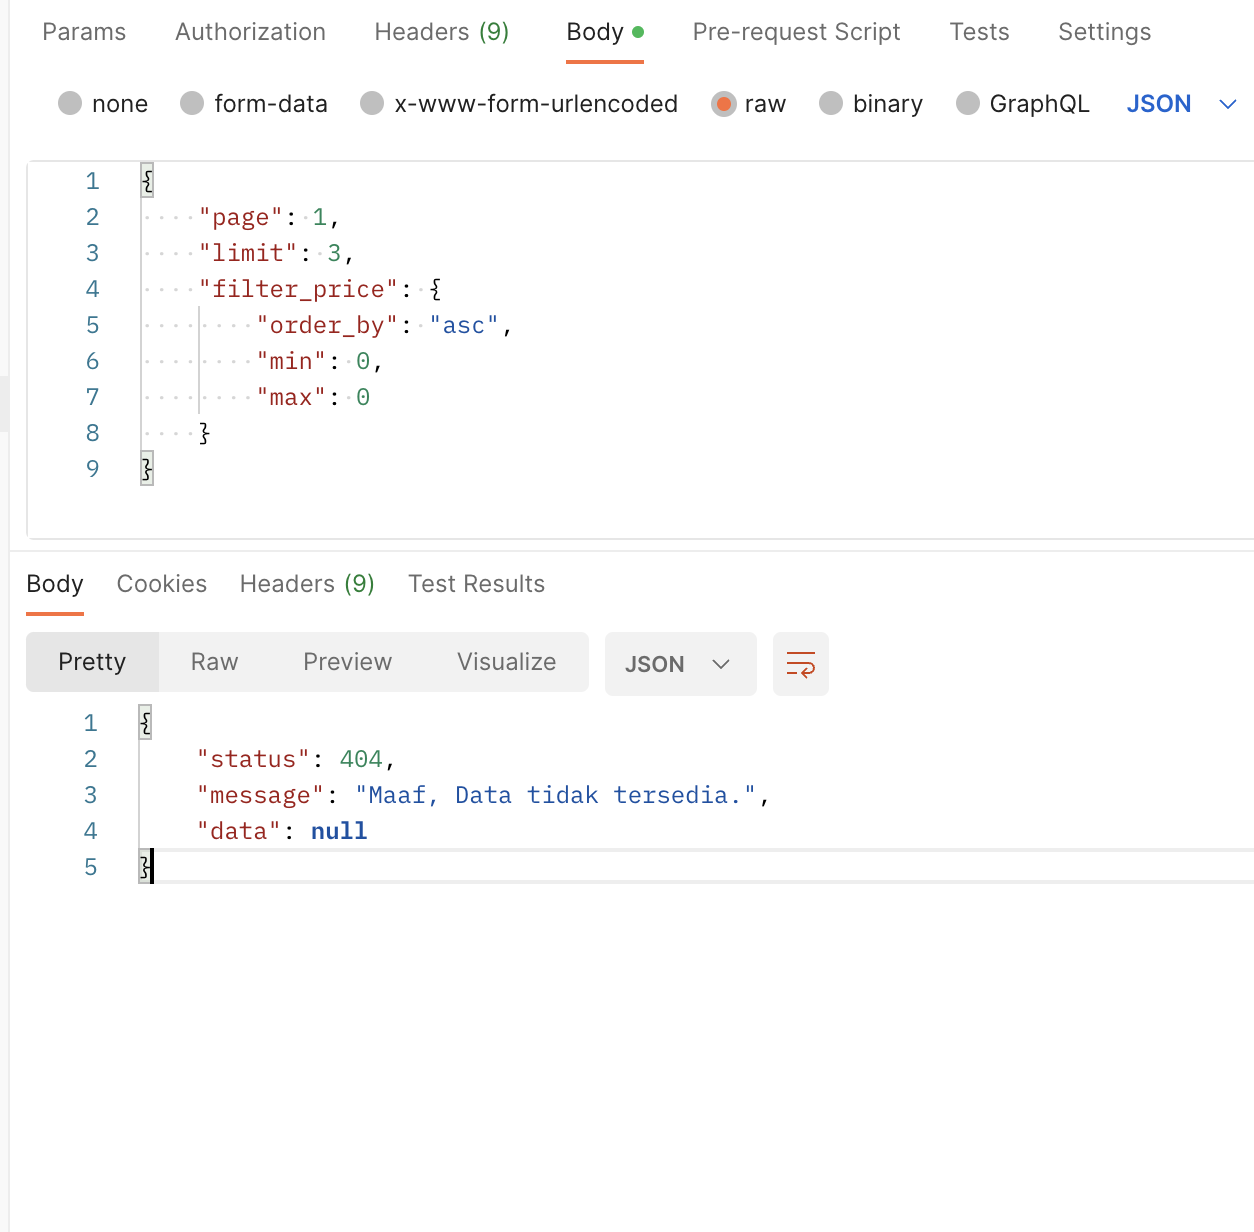 Params Authorization Headers (9) Body Pre-request Script Tests Settings
none form-data x-www-form-urlencoded raw binary GraphQL JSON
1 {
2 "page": 1,
3 "limit": 3,
4 "filter_price": {
5 "order_by": "asc",
6 "min": 0,
7 "max": 0
8 }
9 }
Body Cookies Headers (9) Test Results
Pretty Raw Preview Visualize JSON
1 {
2 "status": 404,
3 "message": "Maaf, Data tidak tersedia.",
4 "data": null
5 }